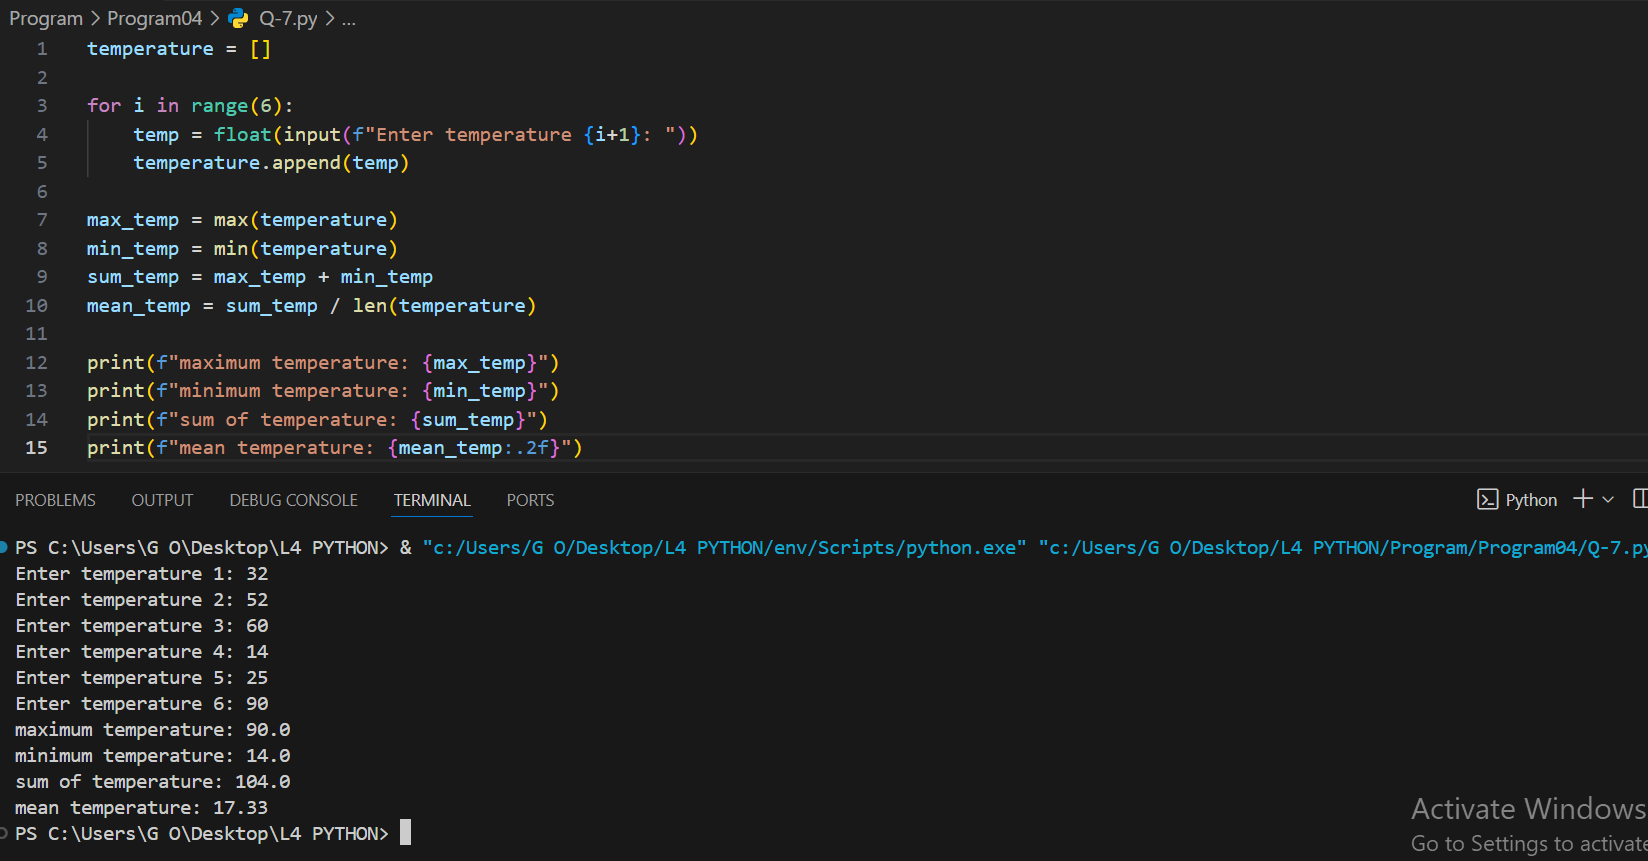 Program > Program04 > Q-7.py > ...
1 temperature = []
2
3 for i in range(6):
4     temp = float(input(f"Enter temperature {i+1}: "))
5     temperature.append(temp)
6
7 max_temp = max(temperature)
8 min_temp = min(temperature)
9 sum_temp = max_temp + min_temp
10 mean_temp = sum_temp / len(temperature)
11
12 print(f"maximum temperature: {max_temp}")
13 print(f"minimum temperature: {min_temp}")
14 print(f"sum of temperature: {sum_temp}")
15 print(f"mean temperature: {mean_temp:.2f}")
PROBLEMS OUTPUT DEBUG CONSOLE TERMINAL PORTS Python
PS C:\Users\G O\Desktop\L4 PYTHON> & "c:/Users/G O/Desktop/L4 PYTHON/env/Scripts/python.exe" "c:/Users/G O/Desktop/L4 PYTHON/Program/Program04/Q-7.py
Enter temperature 1: 32
Enter temperature 2: 52
Enter temperature 3: 60
Enter temperature 4: 14
Enter temperature 5: 25
Enter temperature 6: 90
maximum temperature: 90.0
minimum temperature: 14.0
sum of temperature: 104.0
mean temperature: 17.33
PS C:\Users\G O\Desktop\L4 PYTHON>
Activate Windows
Go to Settings to activate